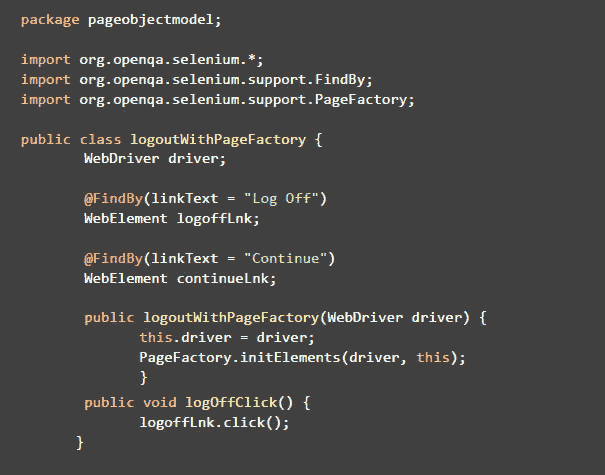 package pageobjectmodel;
import org.openqa.selenium.*;
import org.openqa.selenium.support.FindBy;
import org.openqa.selenium.support.PageFactory;
public class logoutWithPageFactory {
WebDriver driver;
@FindBy(linkText = "Log Off")
WebElement logoffLnk;
@FindBy(linkText = "Continue")
WebElement continueLnk;
public logoutWithPageFactory(WebDriver driver) {
this.driver = driver;
PageFactory.initElements(driver, this);
}
public void logOffClick() {
logoffLnk.click();
}